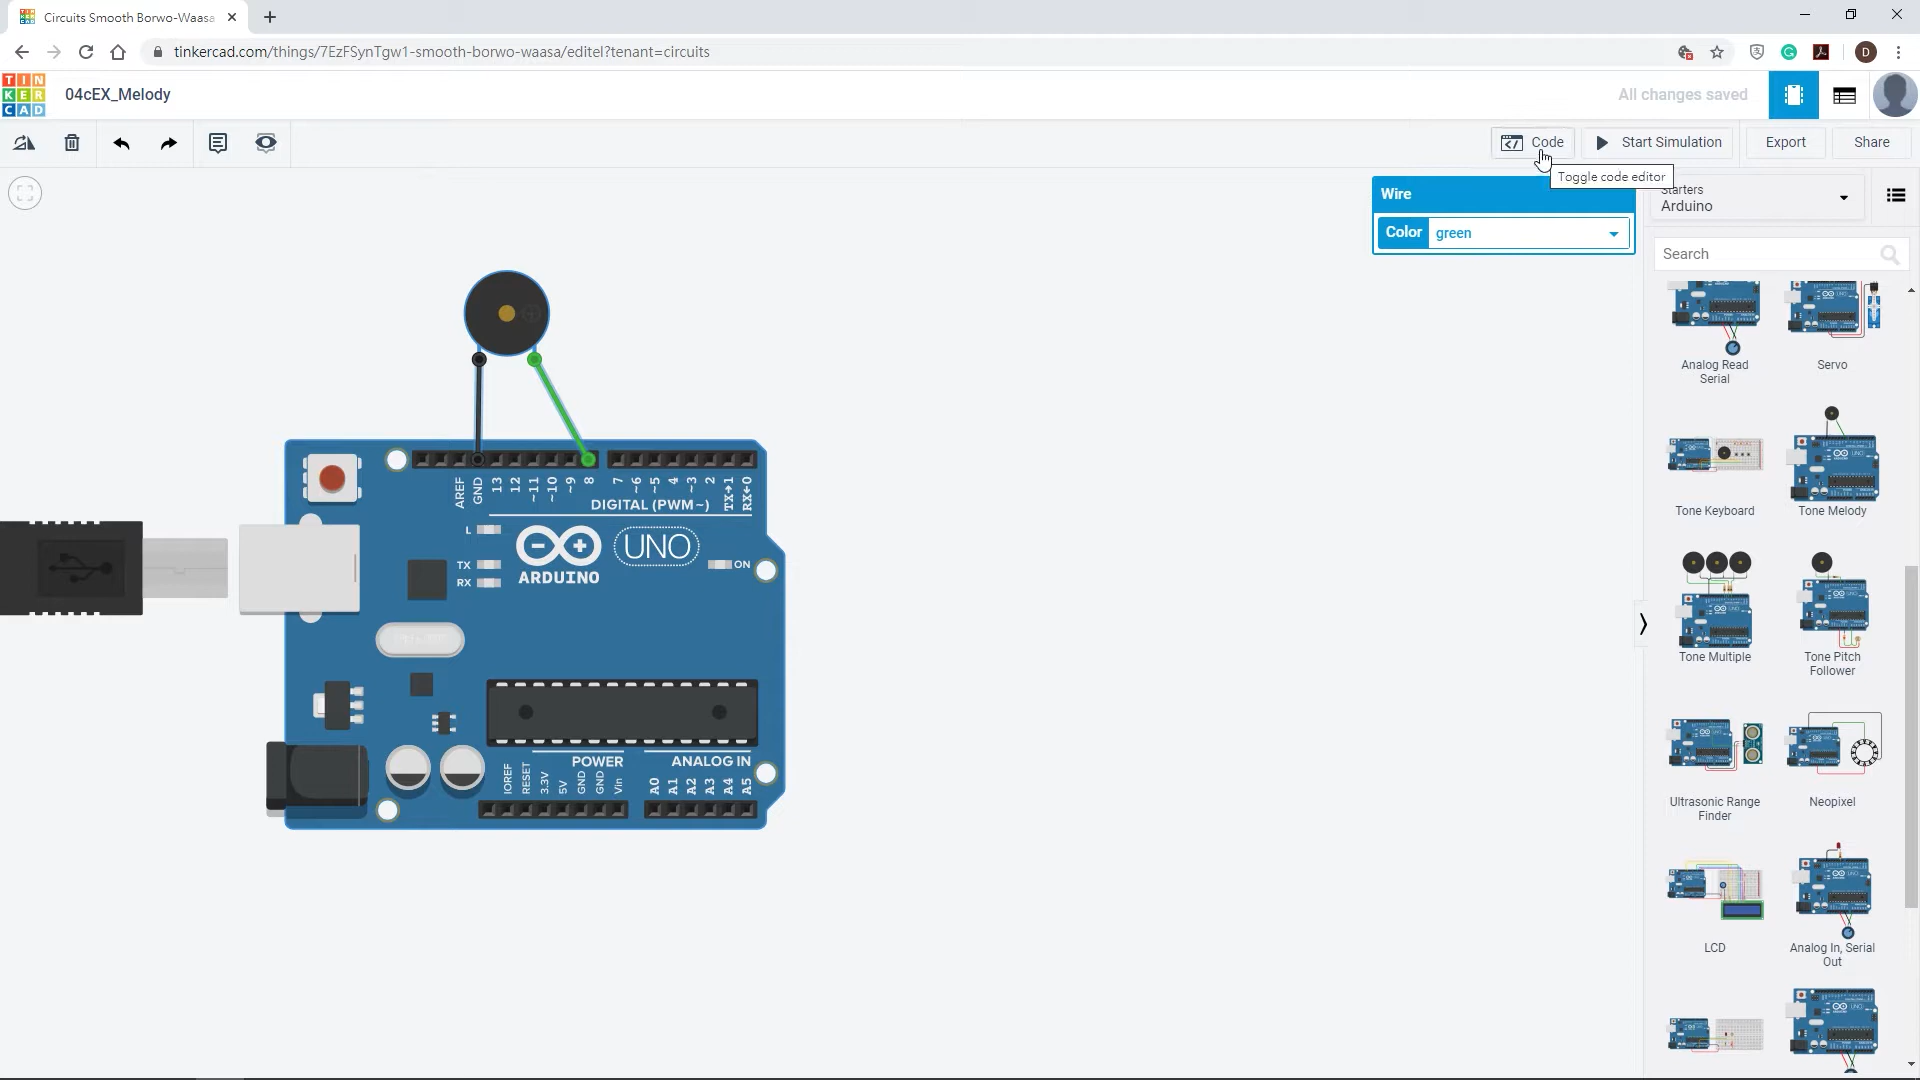 Circuits Smooth Borwo-Waasa
tinkercad.com/things/7EzFSynTgw1-smooth-borwo-waasa/editel?tenant=circuits
D
TIN
KER
CAD
04cEX_Melody
All changes saved
Code
Start Simulation
Export
Share
Toggle code editor
Wire
Color
green
Starters
Arduino
Search
Analog Read
Serial
Servo
Tone Keyboard
Tone Melody
Tone Multiple
Tone Pitch
Follower
Ultrasonic Range
Finder
Neopixel
LCD
Analog In, Serial
Out
AREF
GND
13
12
~11
~10
~9
8
7
~6
~5
4
~3
2
TX→1
RX←0
DIGITAL (PWM~)
L
TX
RX
UNO
ARDUINO
ON
POWER
ANALOG IN
IOREF
RESET
3.3V
5V
GND
GND
Vin
A0
A1
A2
A3
A4
A5